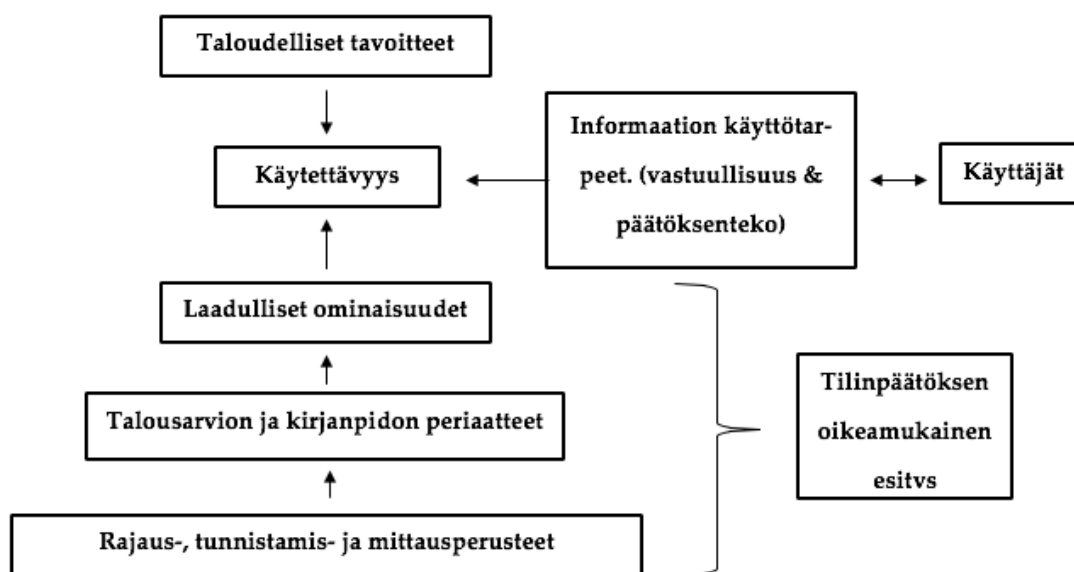 Taloudelliset tavoitteet
Käytettävyys
Informaation käyttötar-
peet. (vastuullisuus &
päätöksenteko)
Käyttäjät
Laadulliset ominaisuudet
Talousarvion ja kirjanpidon periaatteet
Rajaus-, tunnistamis- ja mittausperusteet
Tilinpäätöksen
oikeamukainen
esitys